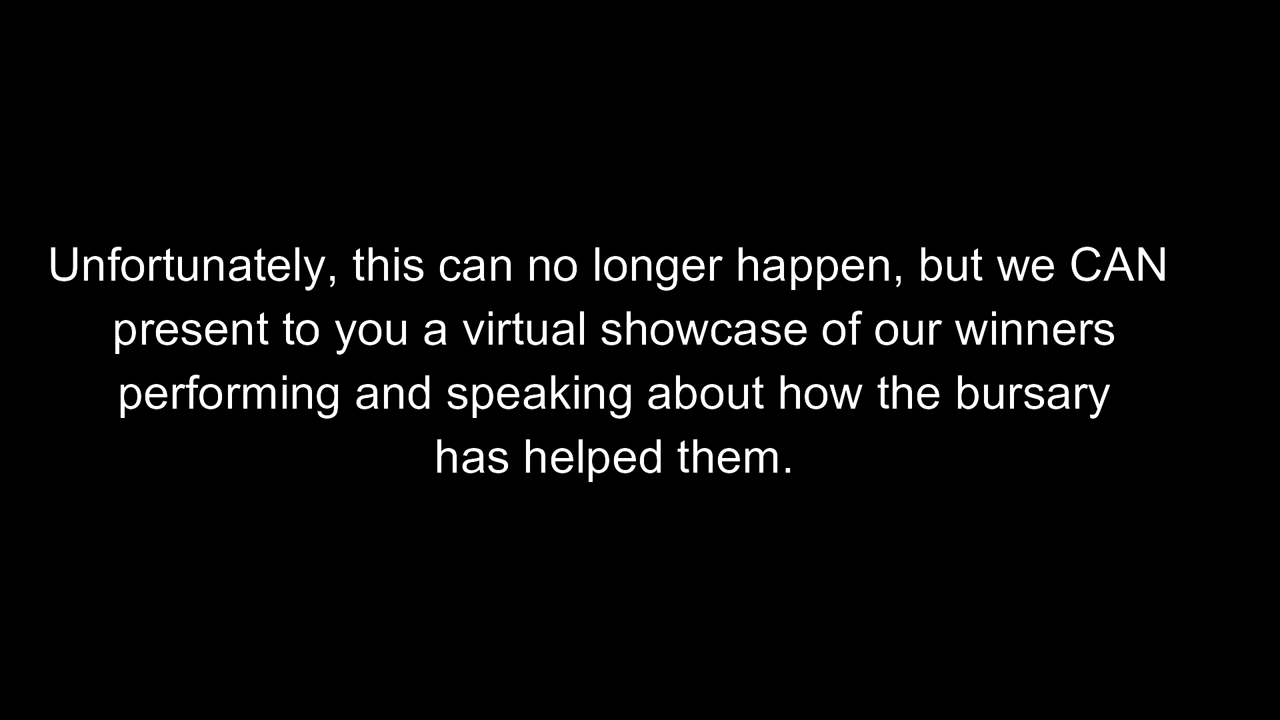 Unfortunately, this can no longer happen, but we CAN
present to you a virtual showcase of our winners
performing and speaking about how the bursary
has helped them.